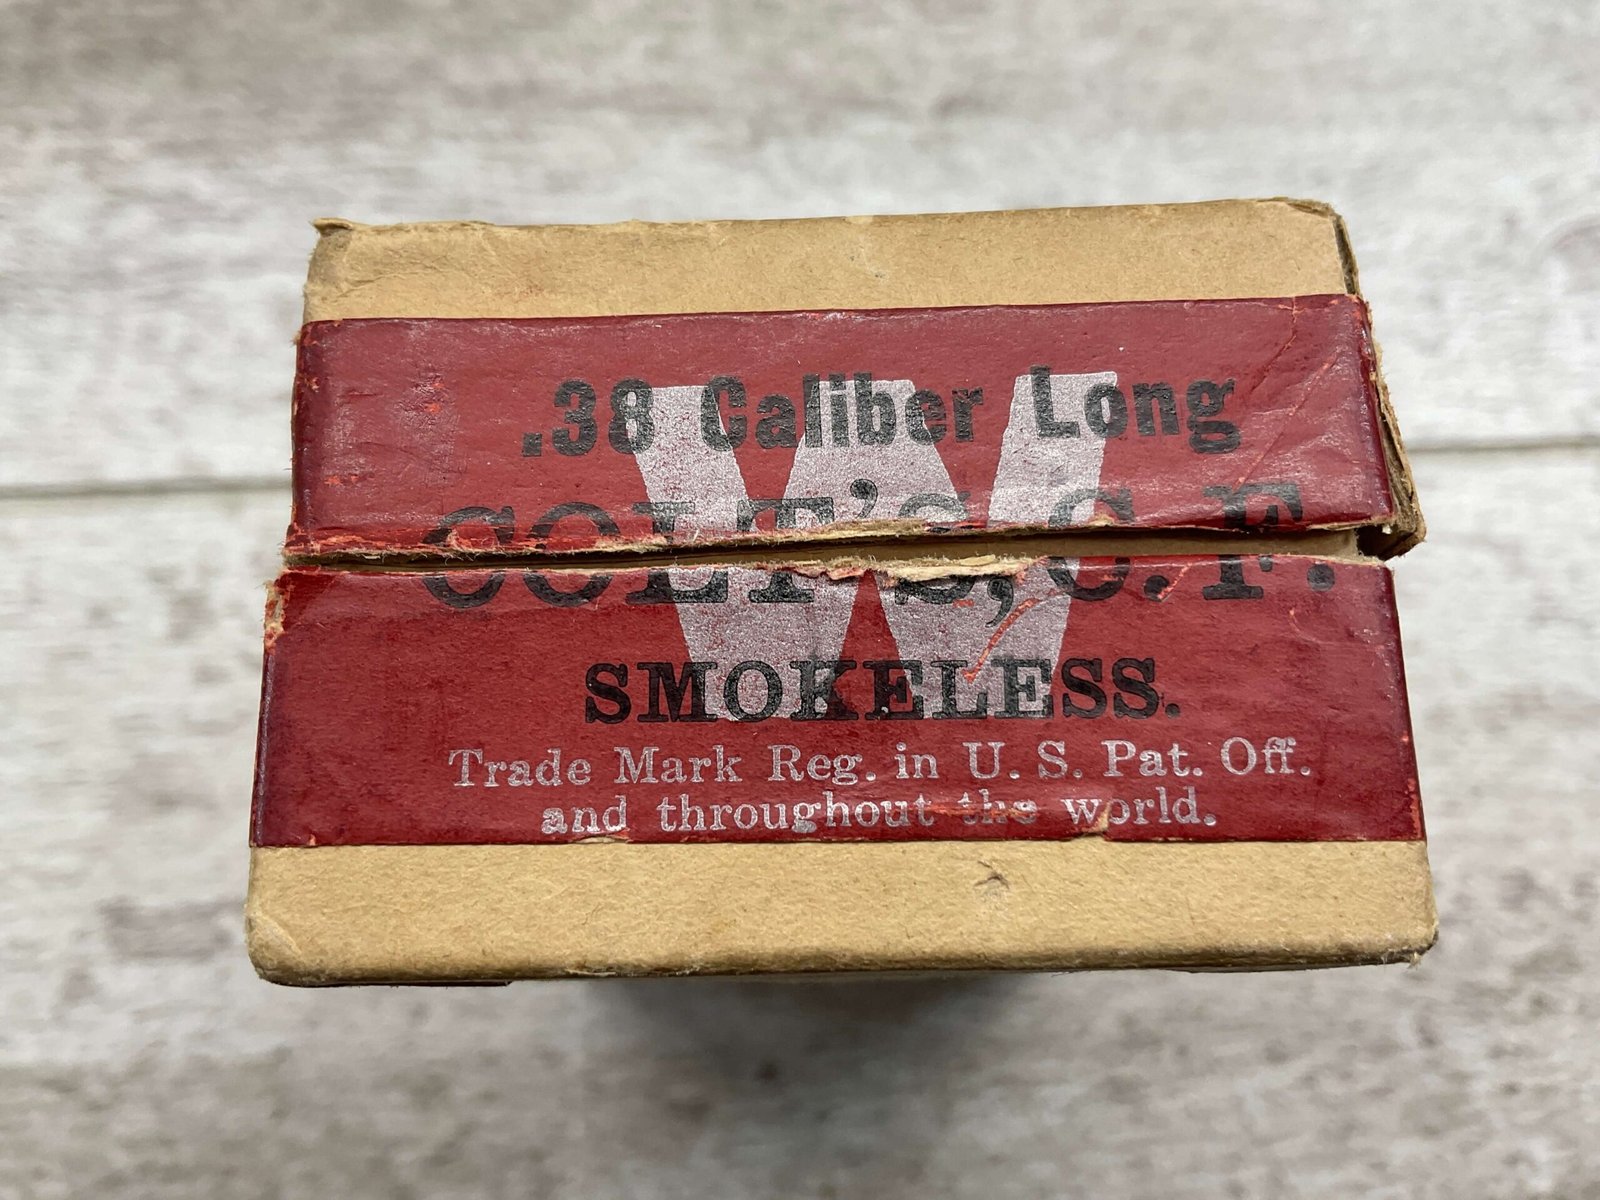 .38 Caliber Long
COLT'S, C. F.
W
SMOKELESS.
Trade Mark Reg. in U. S. Pat. Off.
and throughout the world.